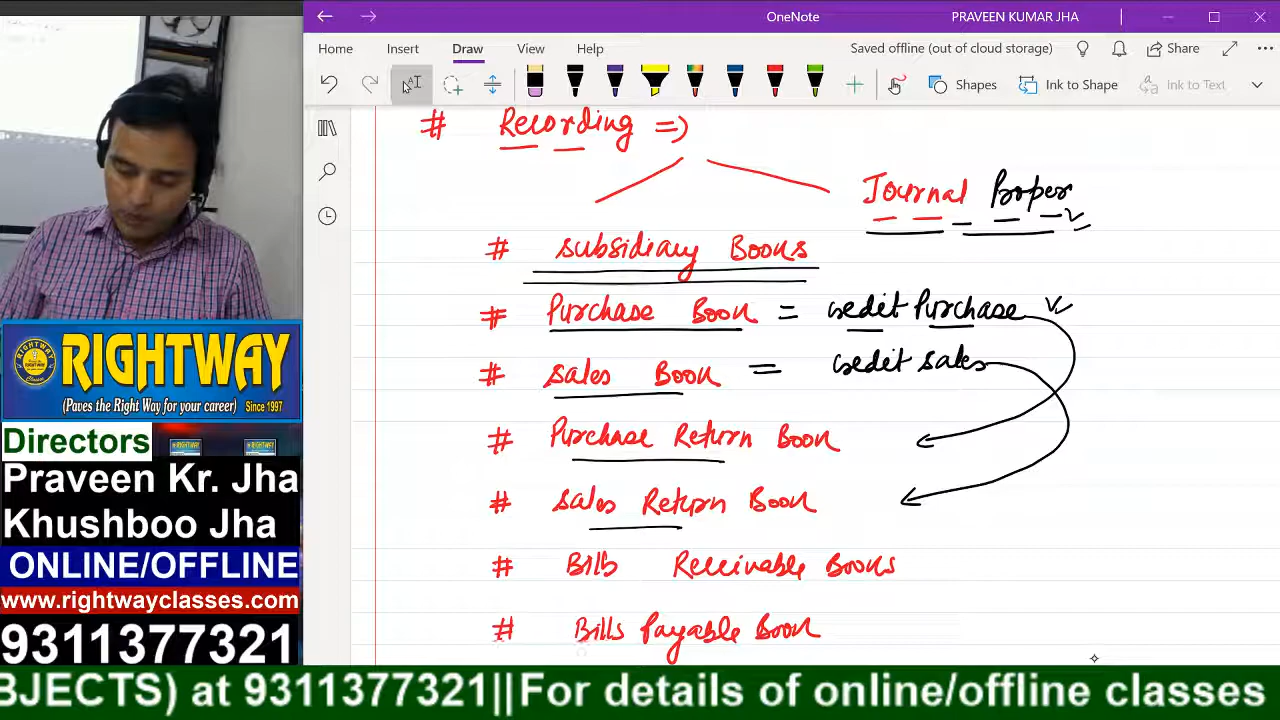 OneNote
PRAVEEN KUMAR JHA
Home Insert Draw View Help
Saved offline (out of cloud storage)
Share
Shapes
Ink to Shape
Ink to Text
# Recording =>
Journal Proper
# Subsidiary Books
# Purchase Book = credit Purchase
# Sales Book = credit sales
# Purchase Return Book
# Sales Return Book
# Bills Receivable Books
# Bills Payable Book
RIGHTWAY
(Paves the Right Way for your career) Since 1997
Directors
Praveen Kr. Jha
Khushboo Jha
ONLINE/OFFLINE
www.rightwayclasses.com
9311377321
BJECTS) at 9311377321||For details of online/offline classes